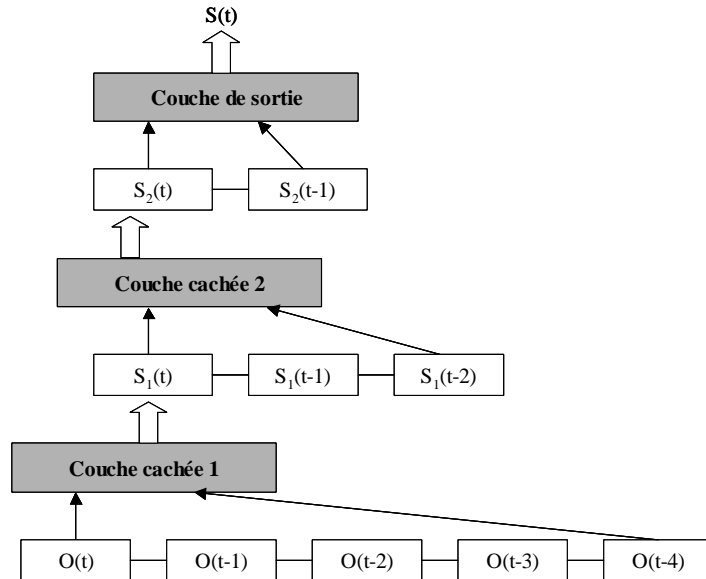 S(t)
Couche de sortie
S₂(t) S₂(t-1)
Couche cachée 2
S₁(t) S₁(t-1) S₁(t-2)
Couche cachée 1
O(t) O(t-1) O(t-2) O(t-3) O(t-4)